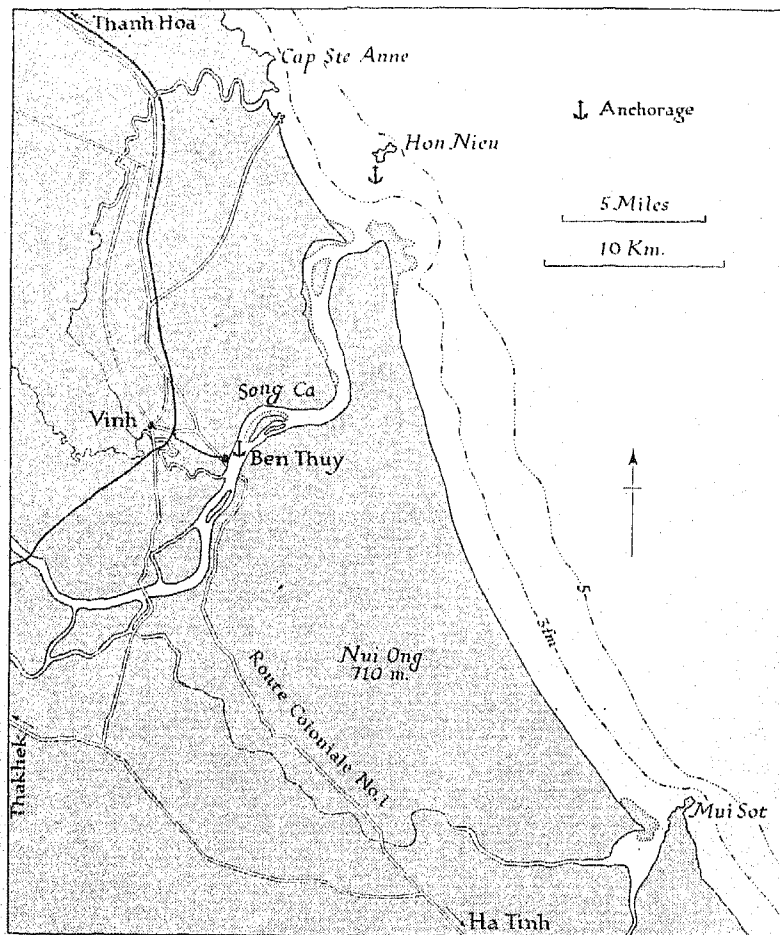 Thanh Hoa
Cap Ste Anne
Anchorage
Hon Nieu
5 Miles
10 Km.
Song Ca
Vinh
Ben Thuy
5
3fm
Nui Ong
710 m.
Route Coloniale No.1
Thakhek
Mui Sot
Ha Tinh